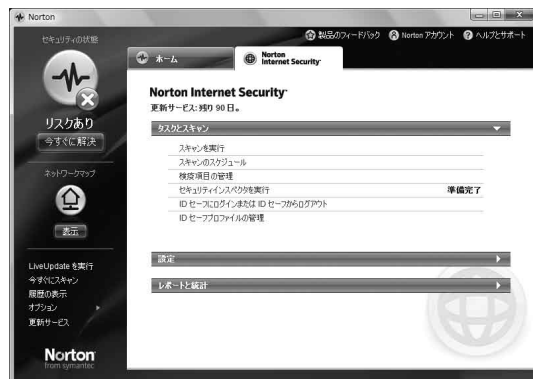 Norton
セキュリティの状態
製品のフィードバック Norton アカウント ヘルプとサポート
ホーム
Norton Internet Security
リスクあり
今すぐに解決
ネットワークマップ
表示
LiveUpdate を実行
今すぐにスキャン
履歴の表示
オプション
更新サービス
Norton
from symantec
Norton Internet Security
更新サービス: 残り 90 日。
タスクとスキャン
スキャンを実行
スキャンのスケジュール
検疫項目の管理
セキュリティインスペクタを実行 準備完了
ID セーフにログインまたは ID セーフからログアウト
ID セーフプロファイルの管理
設定
レポートと統計